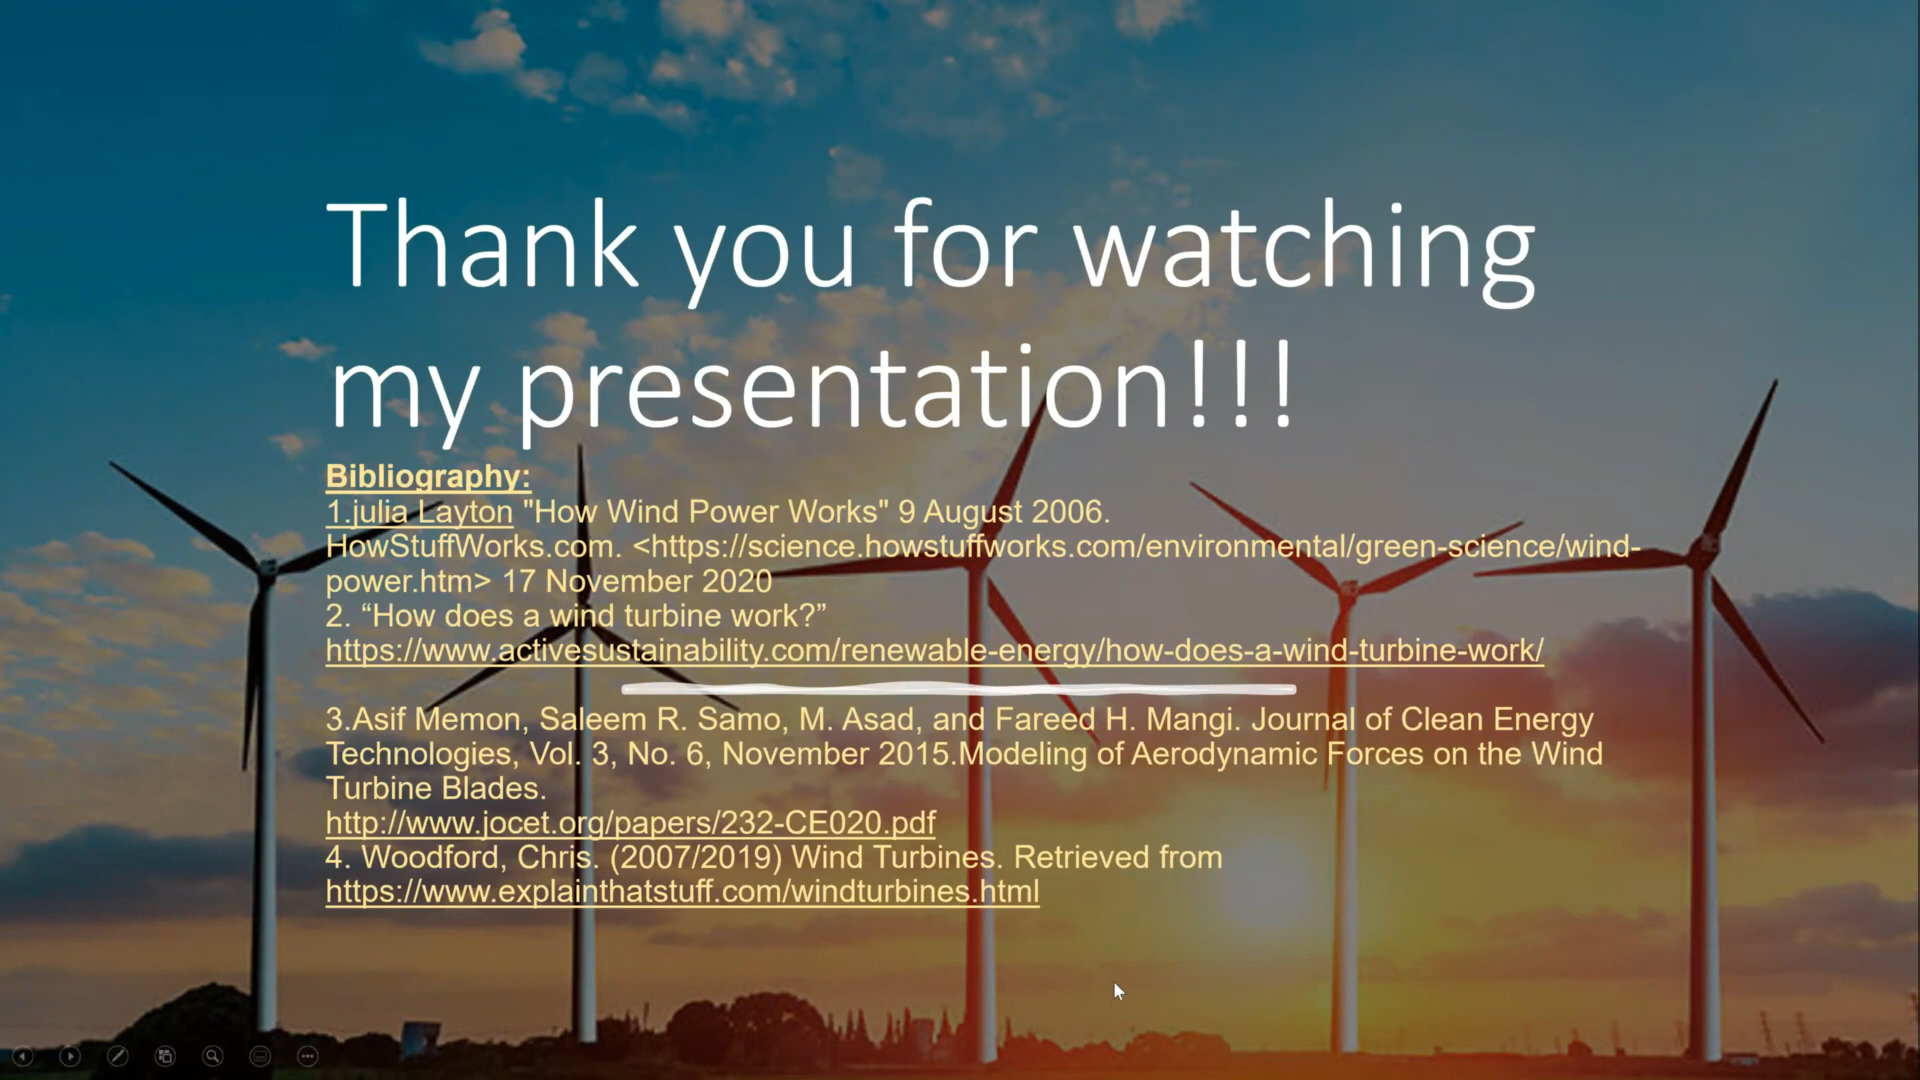 Thank you for watching
my presentation!!!
Bibliography:
1.julia Layton "How Wind Power Works" 9 August 2006.
HowStuffWorks.com. <https://science.howstuffworks.com/environmental/green-science/wind-
power.htm> 17 November 2020
2. “How does a wind turbine work?”
https://www.activesustainability.com/renewable-energy/how-does-a-wind-turbine-work/
3.Asif Memon, Saleem R. Samo, M. Asad, and Fareed H. Mangi. Journal of Clean Energy
Technologies, Vol. 3, No. 6, November 2015.Modeling of Aerodynamic Forces on the Wind
Turbine Blades.
http://www.jocet.org/papers/232-CE020.pdf
4. Woodford, Chris. (2007/2019) Wind Turbines. Retrieved from
https://www.explainthatstuff.com/windturbines.html